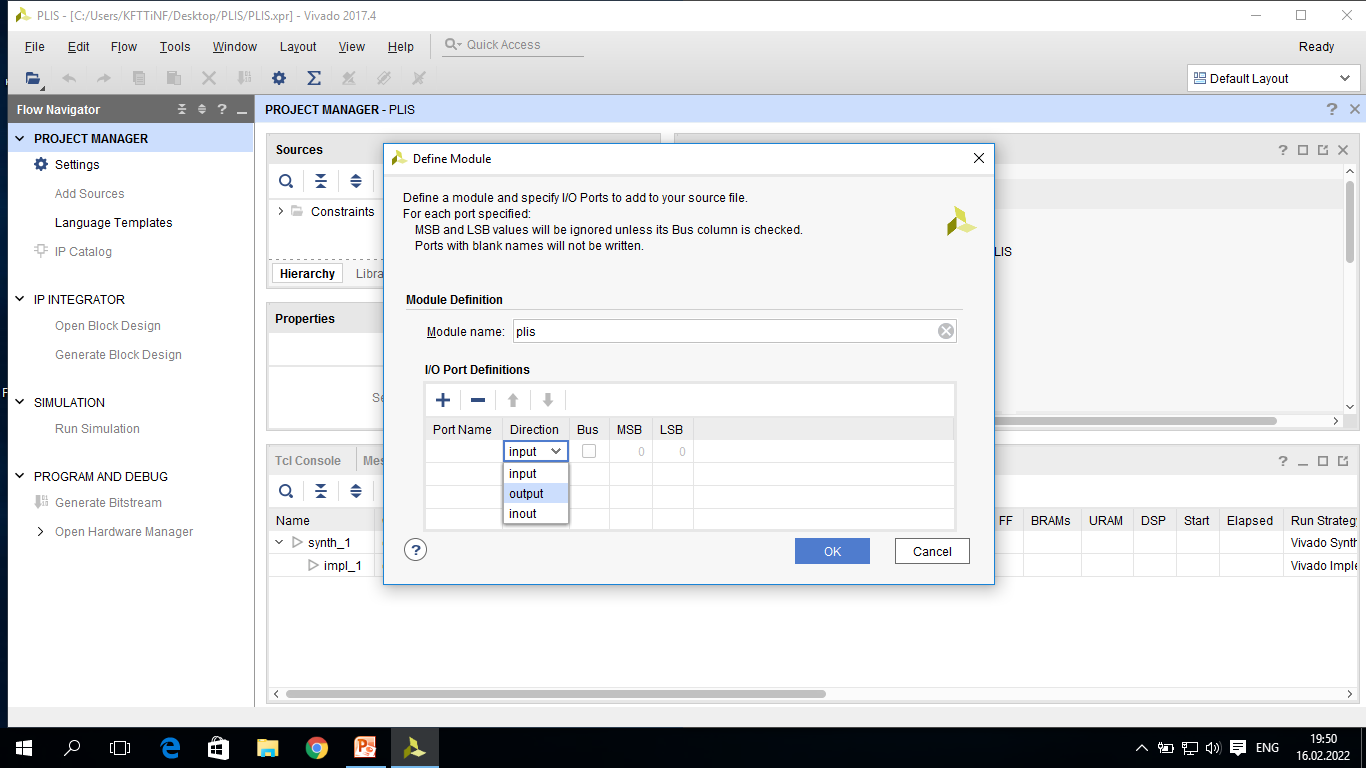 PLIS - [C:/Users/KFTTiNF/Desktop/PLIS/PLIS.xpr] - Vivado 2017.4
File Edit Flow Tools Window Layout View Help Quick Access Ready
Default Layout
Flow Navigator
PROJECT MANAGER - PLIS
PROJECT MANAGER
Settings
Add Sources
Language Templates
IP Catalog
IP INTEGRATOR
Open Block Design
Generate Block Design
SIMULATION
Run Simulation
PROGRAM AND DEBUG
Generate Bitstream
Open Hardware Manager
Sources
Constraints
Hierarchy Libra
Properties
Se
LIS
Define Module
Define a module and specify I/O Ports to add to your source file.
For each port specified:
MSB and LSB values will be ignored unless its Bus column is checked.
Ports with blank names will not be written.
Module Definition
Module name: plis
I/O Port Definitions
Port Name Direction Bus MSB LSB
input 0 0
input
output
inout
? OK Cancel
Tcl Console Mes
Name FF BRAMs URAM DSP Start Elapsed Run Strateg
synth_1 Vivado Synth
impl_1 Vivado Imple
ENG
19:50
16.02.2022